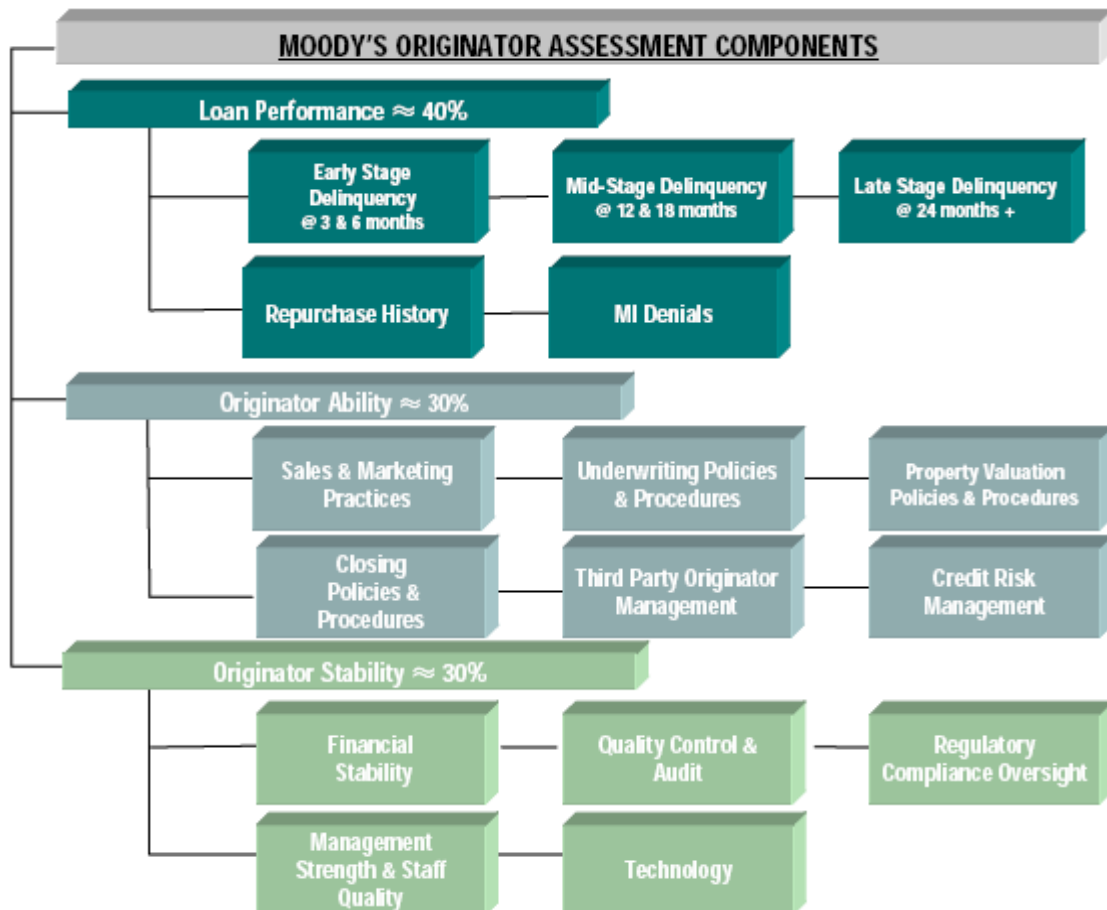 MOODY'S ORIGINATOR ASSESSMENT COMPONENTS
Loan Performance ≈ 40%
Early Stage
Delinquency
@ 3 & 6 months
Mid-Stage Delinquency
@ 12 & 18 months
Late Stage Delinquency
@ 24 months +
Repurchase History
MI Denials
Originator Ability ≈ 30%
Sales & Marketing
Practices
Underwriting Policies
& Procedures
Property Valuation
Policies & Procedures
Closing
Policies &
Procedures
Third Party Originator
Management
Credit Risk
Management
Originator Stability ≈ 30%
Financial
Stability
Quality Control &
Audit
Regulatory
Compliance Oversight
Management
Strength & Staff
Quality
Technology